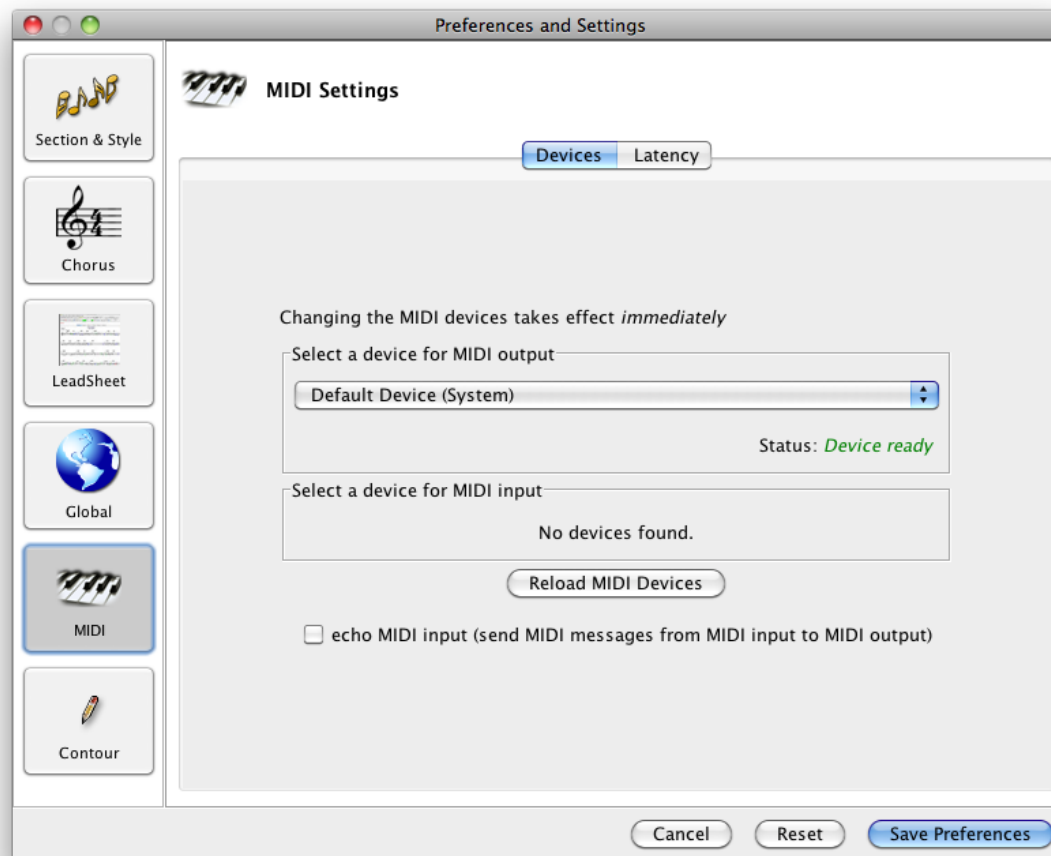 Preferences and Settings
Section & Style
Chorus
LeadSheet
Global
MIDI
Contour
MIDI Settings
Devices Latency
Changing the MIDI devices takes effect immediately
Select a device for MIDI output
Default Device (System)
Status: Device ready
Select a device for MIDI input
No devices found.
Reload MIDI Devices
echo MIDI input (send MIDI messages from MIDI input to MIDI output)
Cancel Reset Save Preferences